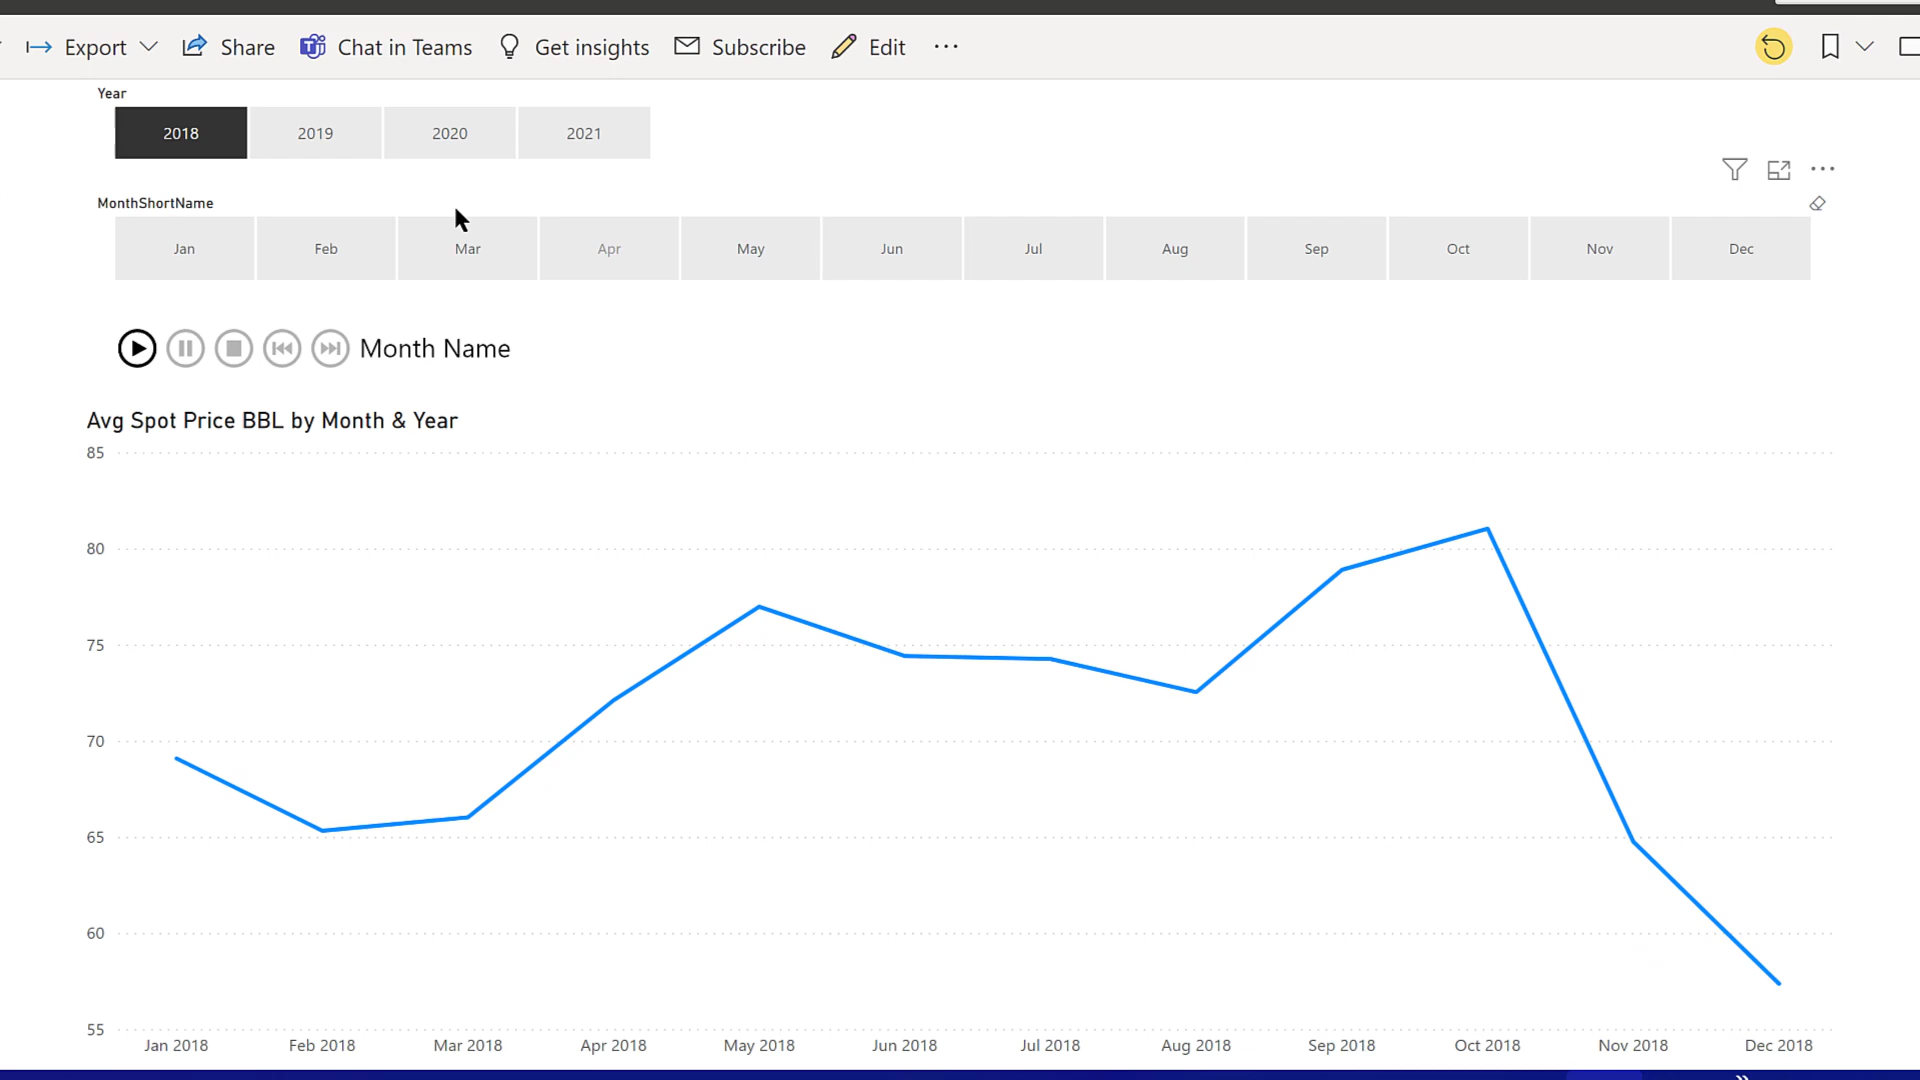 Export Share Chat in Teams Get insights Subscribe Edit ...
Year
2018 2019 2020 2021
MonthShortName
Jan Feb Mar Apr May Jun Jul Aug Sep Oct Nov Dec
Month Name
Avg Spot Price BBL by Month & Year
85
80
75
70
65
60
55
Jan 2018 Feb 2018 Mar 2018 Apr 2018 May 2018 Jun 2018 Jul 2018 Aug 2018 Sep 2018 Oct 2018 Nov 2018 Dec 2018